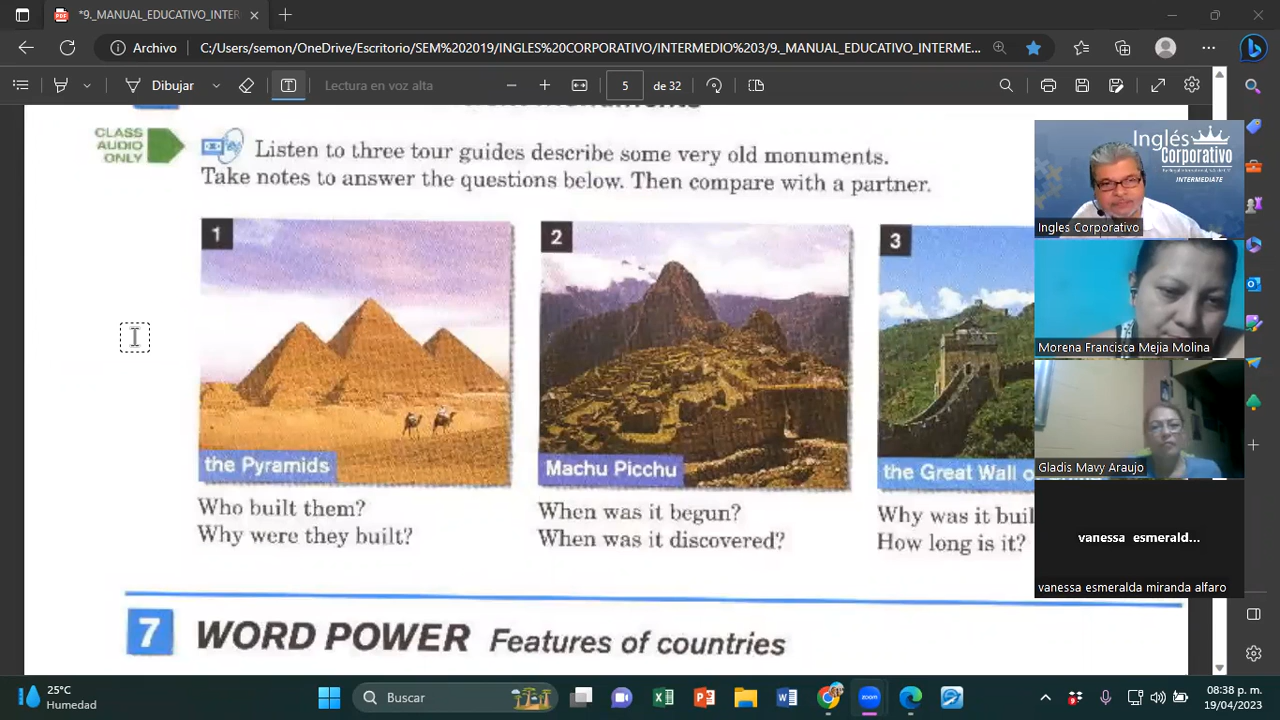 *9._MANUAL_EDUCATIVO_INTER
Archivo
C:/Users/semon/OneDrive/Escritorio/SEM%202019/INGLES%20CORPORATIVO/INTERMEDIO%203/9._MANUAL_EDUCATIVO_INTERME...
Dibujar
Lectura en voz alta
5
de 32
CLASS
AUDIO
ONLY
Listen to three tour guides describe some very old monuments.
Take notes to answer the questions below. Then compare with a partner.
1
2
3
the Pyramids
Machu Picchu
the Great Wall o
Who built them?
Why were they built?
When was it begun?
When was it discovered?
Why was it buil
How long is it?
7
WORD POWER Features of countries
Inglés
Corporativo
INTERMEDIATE
Ingles Corporativo
Morena Francisca Mejia Molina
Gladis Mavy Araujo
vanessa esmerald...
vanessa esmeralda miranda alfaro
25°C
Humedad
Buscar
zoom
9
08:38 p. m.
19/04/2023